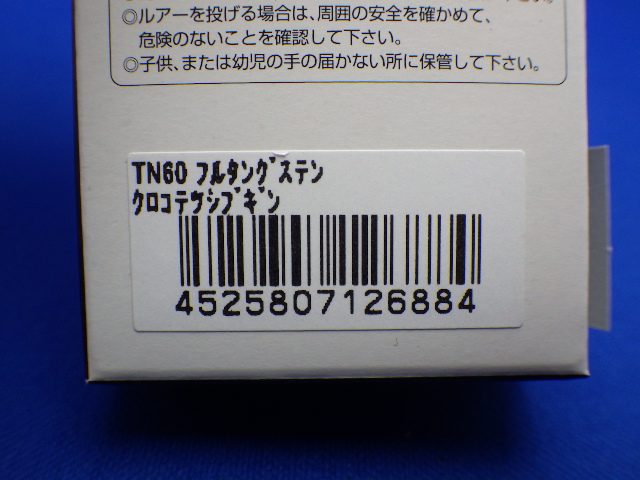 ◎ルアーを投げる場合は、周囲の安全を確かめて、
危険のないことを確認して下さい。
◎子供、または幼児の手の届かない所に保管して下さい。
TN60 フルタングステン
クロコテツシブギン
4525807126884